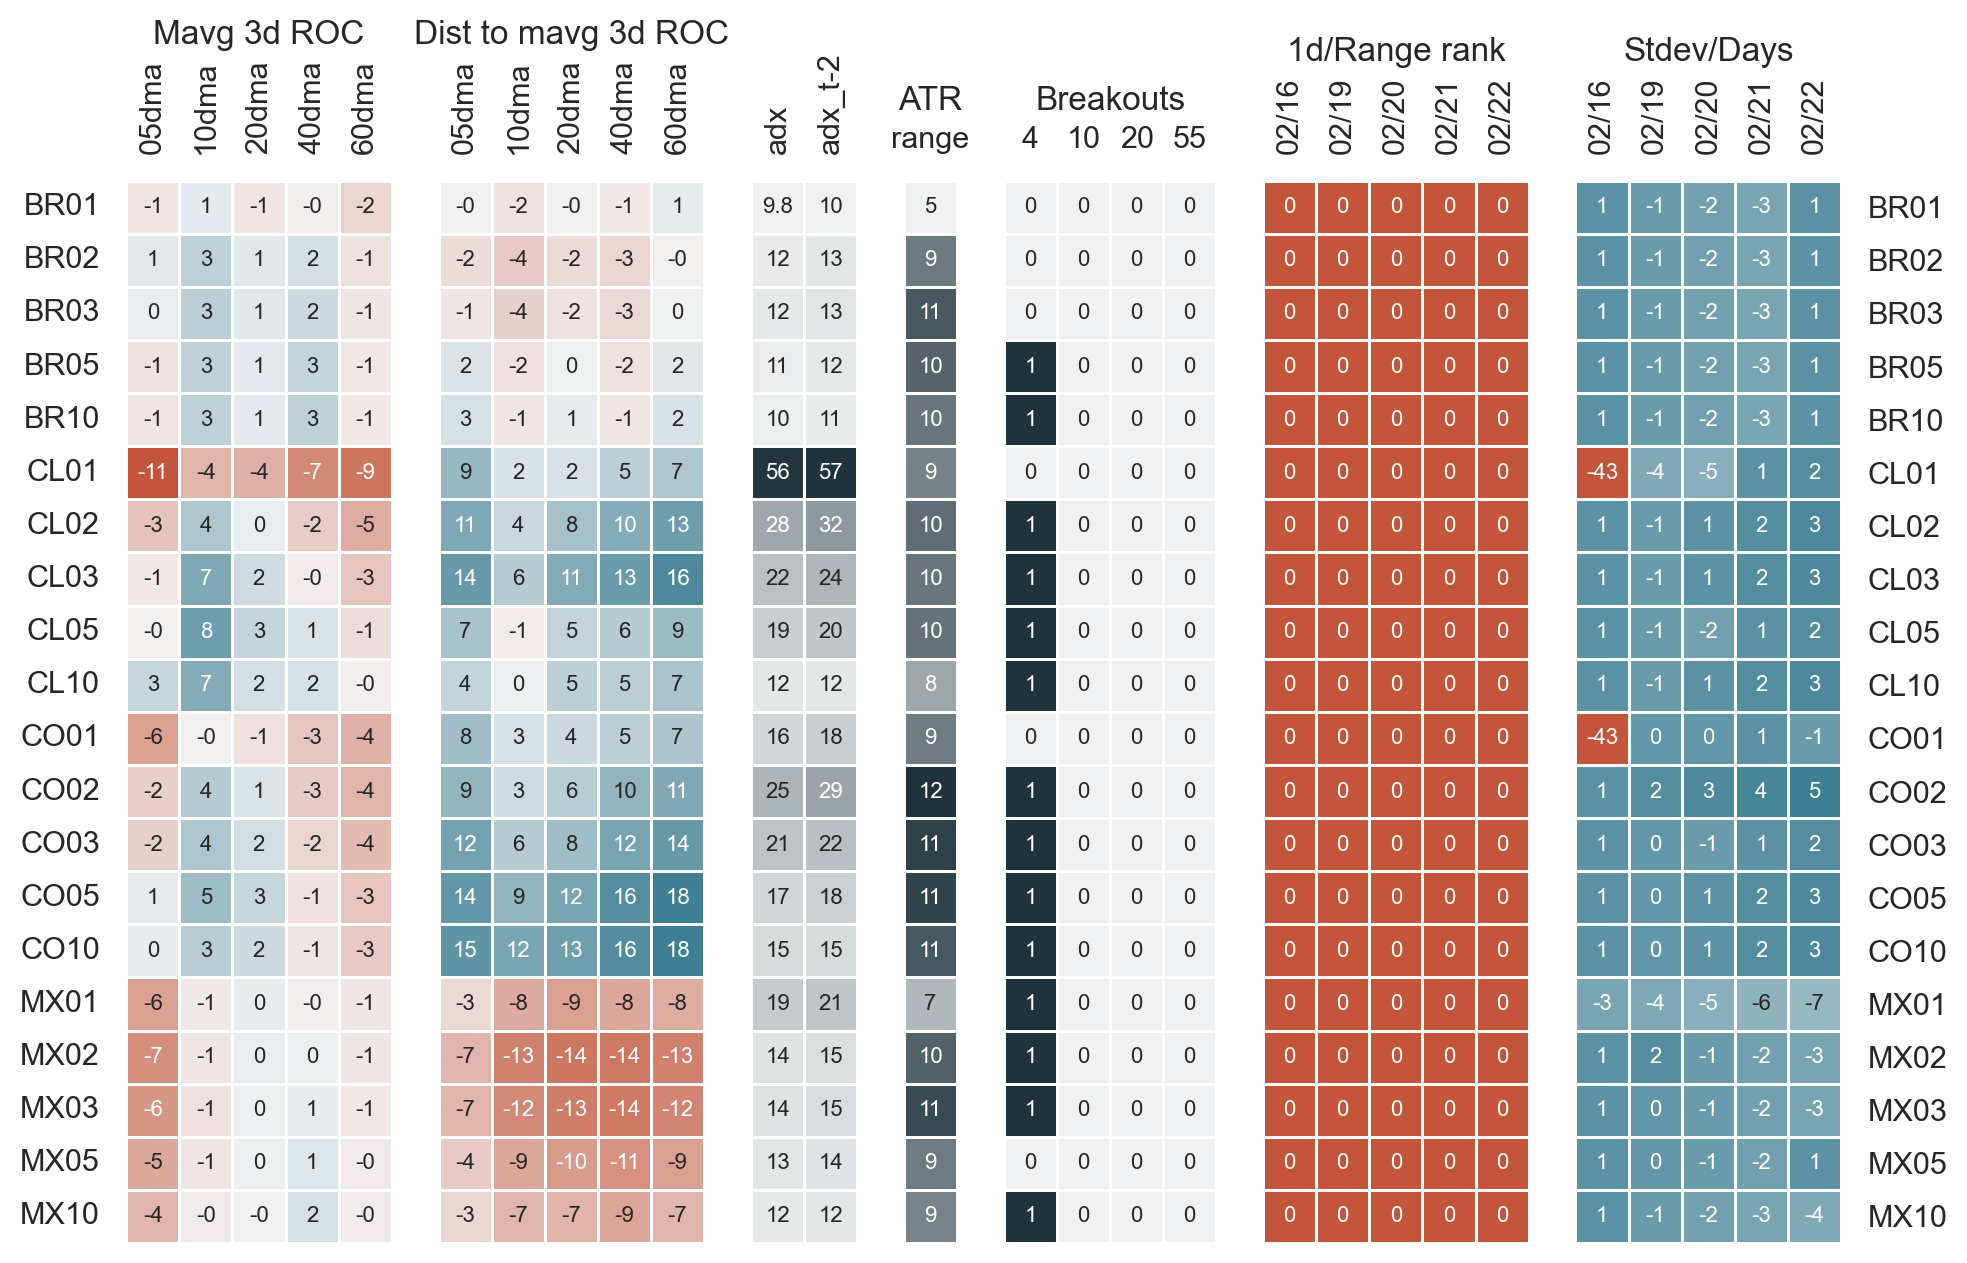 Mavg 3d ROC Dist to mavg 3d ROC 1d/Range rank Stdev/Days
ATR Breakouts
05dma 10dma 20dma 40dma 60dma 05dma 10dma 20dma 40dma 60dma adx adx_t-2 range 4 10 20 55 02/16 02/19 02/20 02/21 02/22 02/16 02/19 02/20 02/21 02/22
BR01 -1 1 -1 -0 -2 -0 -2 -0 -1 1 9.8 10 5 0 0 0 0 0 0 0 0 0 1 -1 -2 -3 1 BR01
BR02 1 3 1 2 -1 -2 -4 -2 -3 -0 12 13 9 0 0 0 0 0 0 0 0 0 1 -1 -2 -3 1 BR02
BR03 0 3 1 2 -1 -1 -4 -2 -3 0 12 13 11 0 0 0 0 0 0 0 0 0 1 -1 -2 -3 1 BR03
BR05 -1 3 1 3 -1 2 -2 0 -2 2 11 12 10 1 0 0 0 0 0 0 0 0 1 -1 -2 -3 1 BR05
BR10 -1 3 1 3 -1 3 -1 1 -1 2 10 11 10 1 0 0 0 0 0 0 0 0 1 -1 -2 -3 1 BR10
CL01 -11 -4 -4 -7 -9 9 2 2 5 7 56 57 9 0 0 0 0 0 0 0 0 0 -43 -4 -5 1 2 CL01
CL02 -3 4 0 -2 -5 11 4 8 10 13 28 32 10 1 0 0 0 0 0 0 0 0 1 -1 1 2 3 CL02
CL03 -1 7 2 -0 -3 14 6 11 13 16 22 24 10 1 0 0 0 0 0 0 0 0 1 -1 1 2 3 CL03
CL05 -0 8 3 1 -1 7 -1 5 6 9 19 20 10 1 0 0 0 0 0 0 0 0 1 -1 -2 1 2 CL05
CL10 3 7 2 2 -0 4 0 5 5 7 12 12 8 1 0 0 0 0 0 0 0 0 1 -1 1 2 3 CL10
CO01 -6 -0 -1 -3 -4 8 3 4 5 7 16 18 9 0 0 0 0 0 0 0 0 0 -43 0 0 1 -1 CO01
CO02 -2 4 1 -3 -4 9 3 6 10 11 25 29 12 1 0 0 0 0 0 0 0 0 1 2 3 4 5 CO02
CO03 -2 4 2 -2 -4 12 6 8 12 14 21 22 11 1 0 0 0 0 0 0 0 0 1 0 -1 1 2 CO03
CO05 1 5 3 -1 -3 14 9 12 16 18 17 18 11 1 0 0 0 0 0 0 0 0 1 0 1 2 3 CO05
CO10 0 3 2 -1 -3 15 12 13 16 18 15 15 11 1 0 0 0 0 0 0 0 0 1 0 1 2 3 CO10
MX01 -6 -1 0 -0 -1 -3 -8 -9 -8 -8 19 21 7 1 0 0 0 0 0 0 0 0 -3 -4 -5 -6 -7 MX01
MX02 -7 -1 0 0 -1 -7 -13 -14 -14 -13 14 15 10 1 0 0 0 0 0 0 0 0 1 2 -1 -2 -3 MX02
MX03 -6 -1 0 1 -1 -7 -12 -13 -14 -12 14 15 11 1 0 0 0 0 0 0 0 0 1 0 -1 -2 -3 MX03
MX05 -5 -1 0 1 -0 -4 -9 -10 -11 -9 13 14 9 0 0 0 0 0 0 0 0 0 1 0 -1 -2 1 MX05
MX10 -4 -0 -0 2 -0 -3 -7 -7 -9 -7 12 12 9 1 0 0 0 0 0 0 0 0 1 -1 -2 -3 -4 MX10